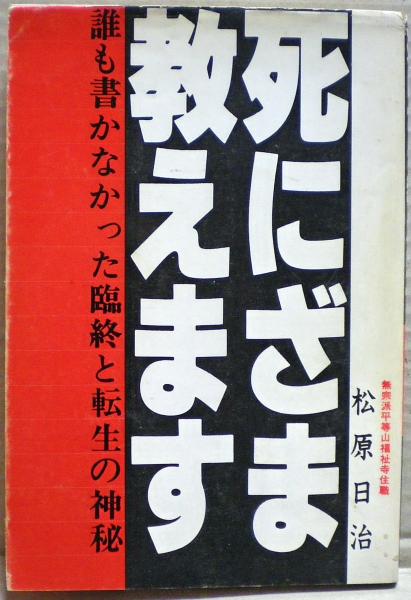 死にざま
教えます
誰も書かなかった臨終と転生の神秘
無宗派平等山福祉寺住職
松原日治